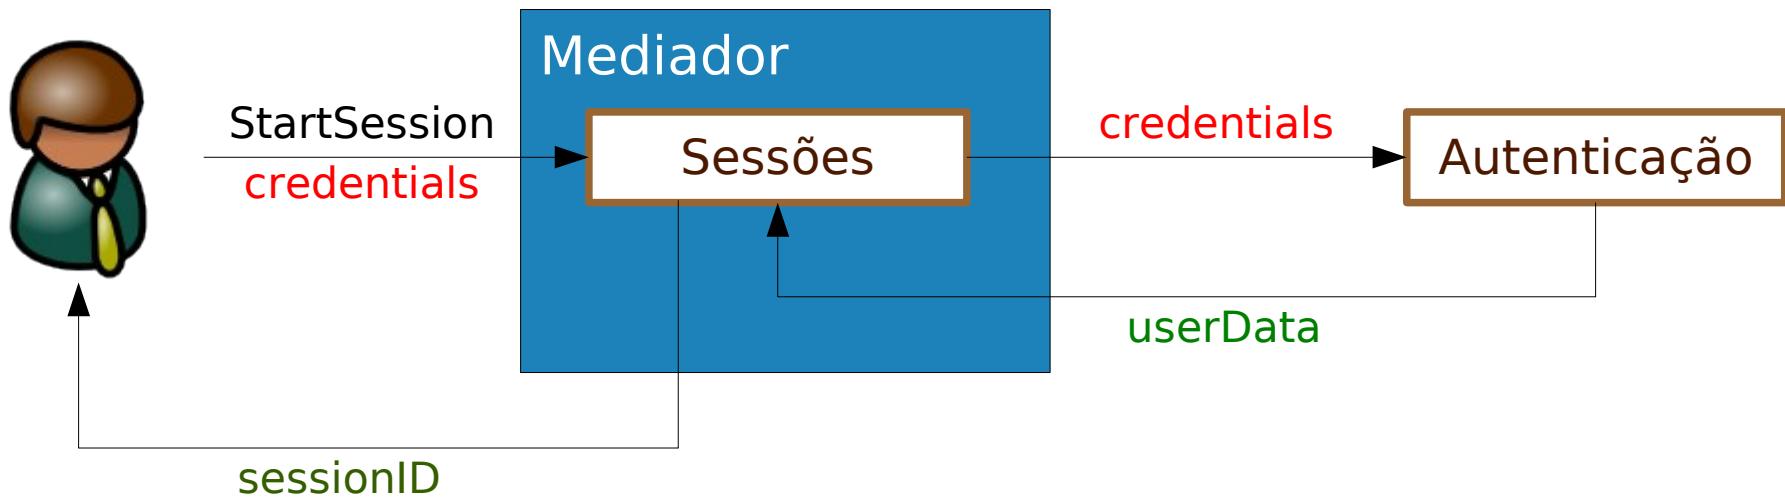 Mediador
StartSession
credentials
Sessões
credentials
Autenticação
userData
sessionID